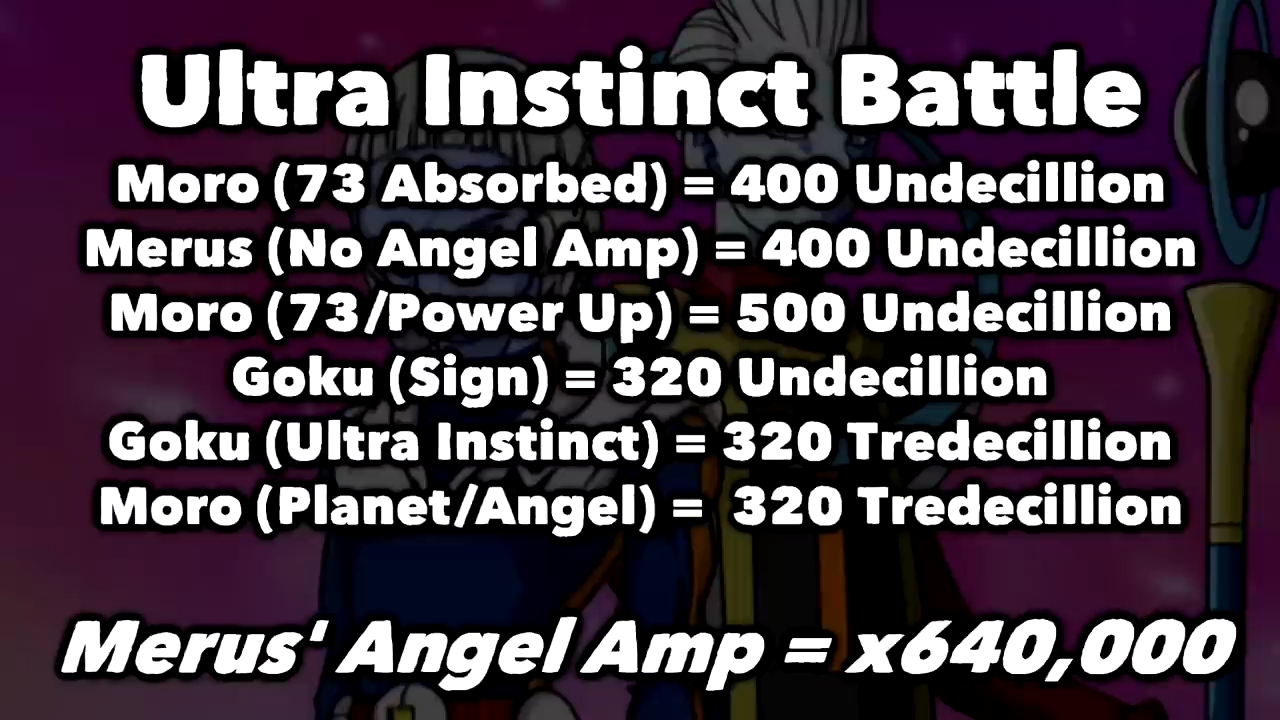 Ultra Instinct Battle
Moro (73 Absorbed) = 400 Undecillion
Merus (No Angel Amp) = 400 Undecillion
Moro (73/Power Up) = 500 Undecillion
Goku (Sign) = 320 Undecillion
Goku (Ultra Instinct) = 320 Tredecillion
Moro (Planet/Angel) = 320 Tredecillion
Merus' Angel Amp = x640,000